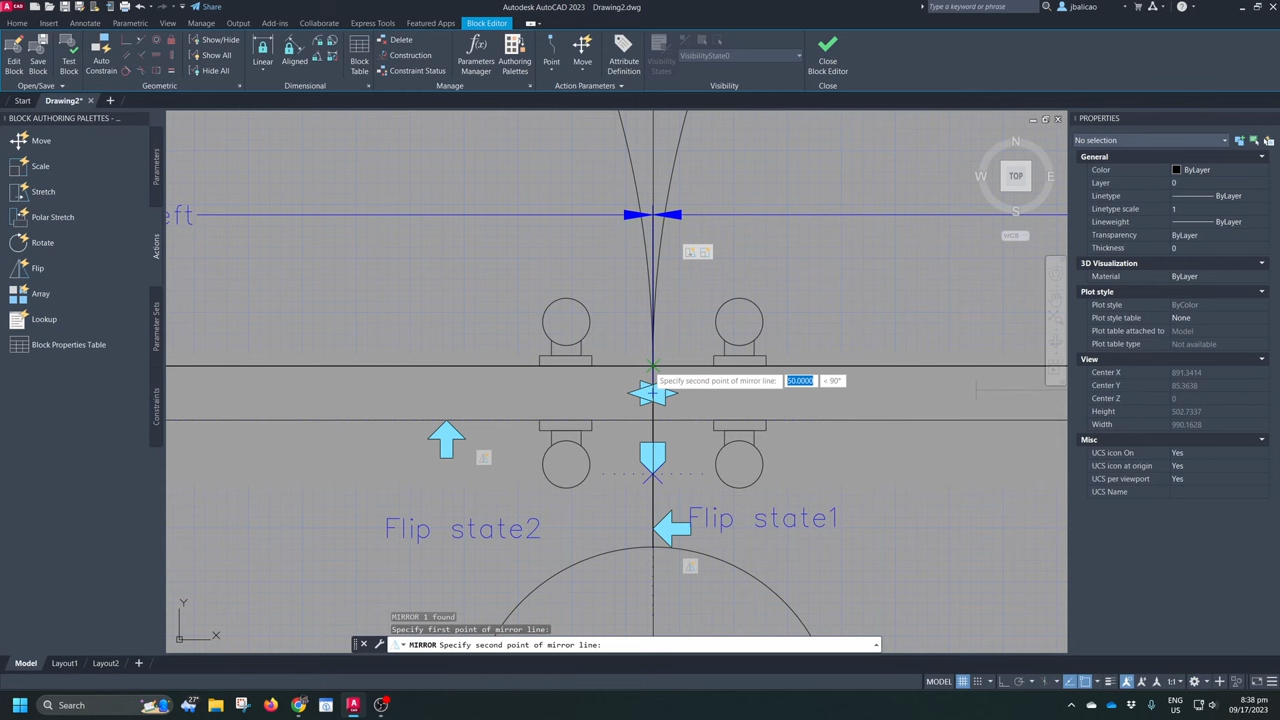 CAD
Autodesk AutoCAD 2023 Drawing2.dwg
Type a keyword or phrase
jbalicao
Home Insert Annotate Parametric View Manage Output Add-ins Collaborate Express Tools Featured Apps Block Editor
Edit Block
Save Block
Test Block
Auto Constrain
Show/Hide
Show All
Hide All
Linear
Aligned
Block Table
Delete
Construction
Constraint Status
Parameters Manager
Authoring Palettes
Point
Move
Attribute Definition
Visibility States
VisibilityState0
Close Block Editor
Open/Save Geometric Dimensional Manage Action Parameters Visibility Close
Start Drawing2*
BLOCK AUTHORING PALETTES - ...
Move
Scale
Stretch
Polar Stretch
Rotate
Flip
Array
Lookup
Block Properties Table
Parameters
Actions
Parameter Sets
Constraints
eft
N
W TOP E
S
WCS
Specify second point of mirror line: 50.0000 < 90°
Flip state2
Flip state1
Y
X
MIRROR 1 found
Specify first point of mirror line:
MIRROR Specify second point of mirror line:
PROPERTIES
No selection
General
Color ByLayer
Layer 0
Linetype ByLayer
Linetype scale 1
Lineweight ByLayer
Transparency ByLayer
Thickness 0
3D Visualization
Material ByLayer
Plot style
Plot style ByColor
Plot style table None
Plot table attached to Model
Plot table type Not available
View
Center X 891.3414
Center Y 85.3638
Center Z 0
Height 502.7337
Width 990.1628
Misc
UCS icon On Yes
UCS icon at origin Yes
UCS per viewport Yes
UCS Name
Model Layout1 Layout2
MODEL
1:1
Search
27°
ENG
US
8:38 pm
09/17/2023